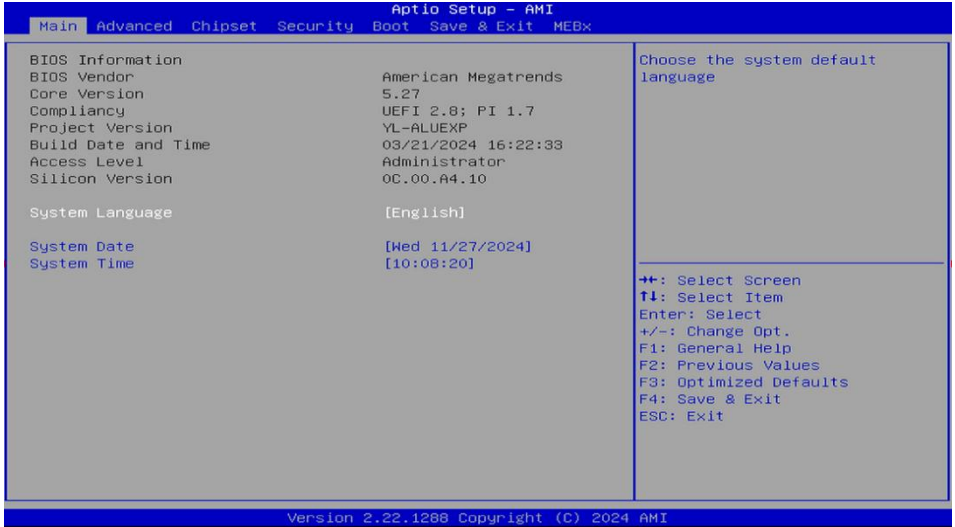 Aptio Setup – AMI
Main Advanced Chipset Security Boot Save & Exit MEBx
BIOS Information
BIOS Vendor American Megatrends
Core Version 5.27
Compliancy UEFI 2.8; PI 1.7
Project Version YL-ALUEXP
Build Date and Time 03/21/2024 16:22:33
Access Level Administrator
Silicon Version 0C.00.A4.10
System Language [English]
System Date [Wed 11/27/2024]
System Time [10:08:20]
Choose the system default
language
→←: Select Screen
↑↓: Select Item
Enter: Select
+/-: Change Opt.
F1: General Help
F2: Previous Values
F3: Optimized Defaults
F4: Save & Exit
ESC: Exit
Version 2.22.1288 Copyright (C) 2024 AMI